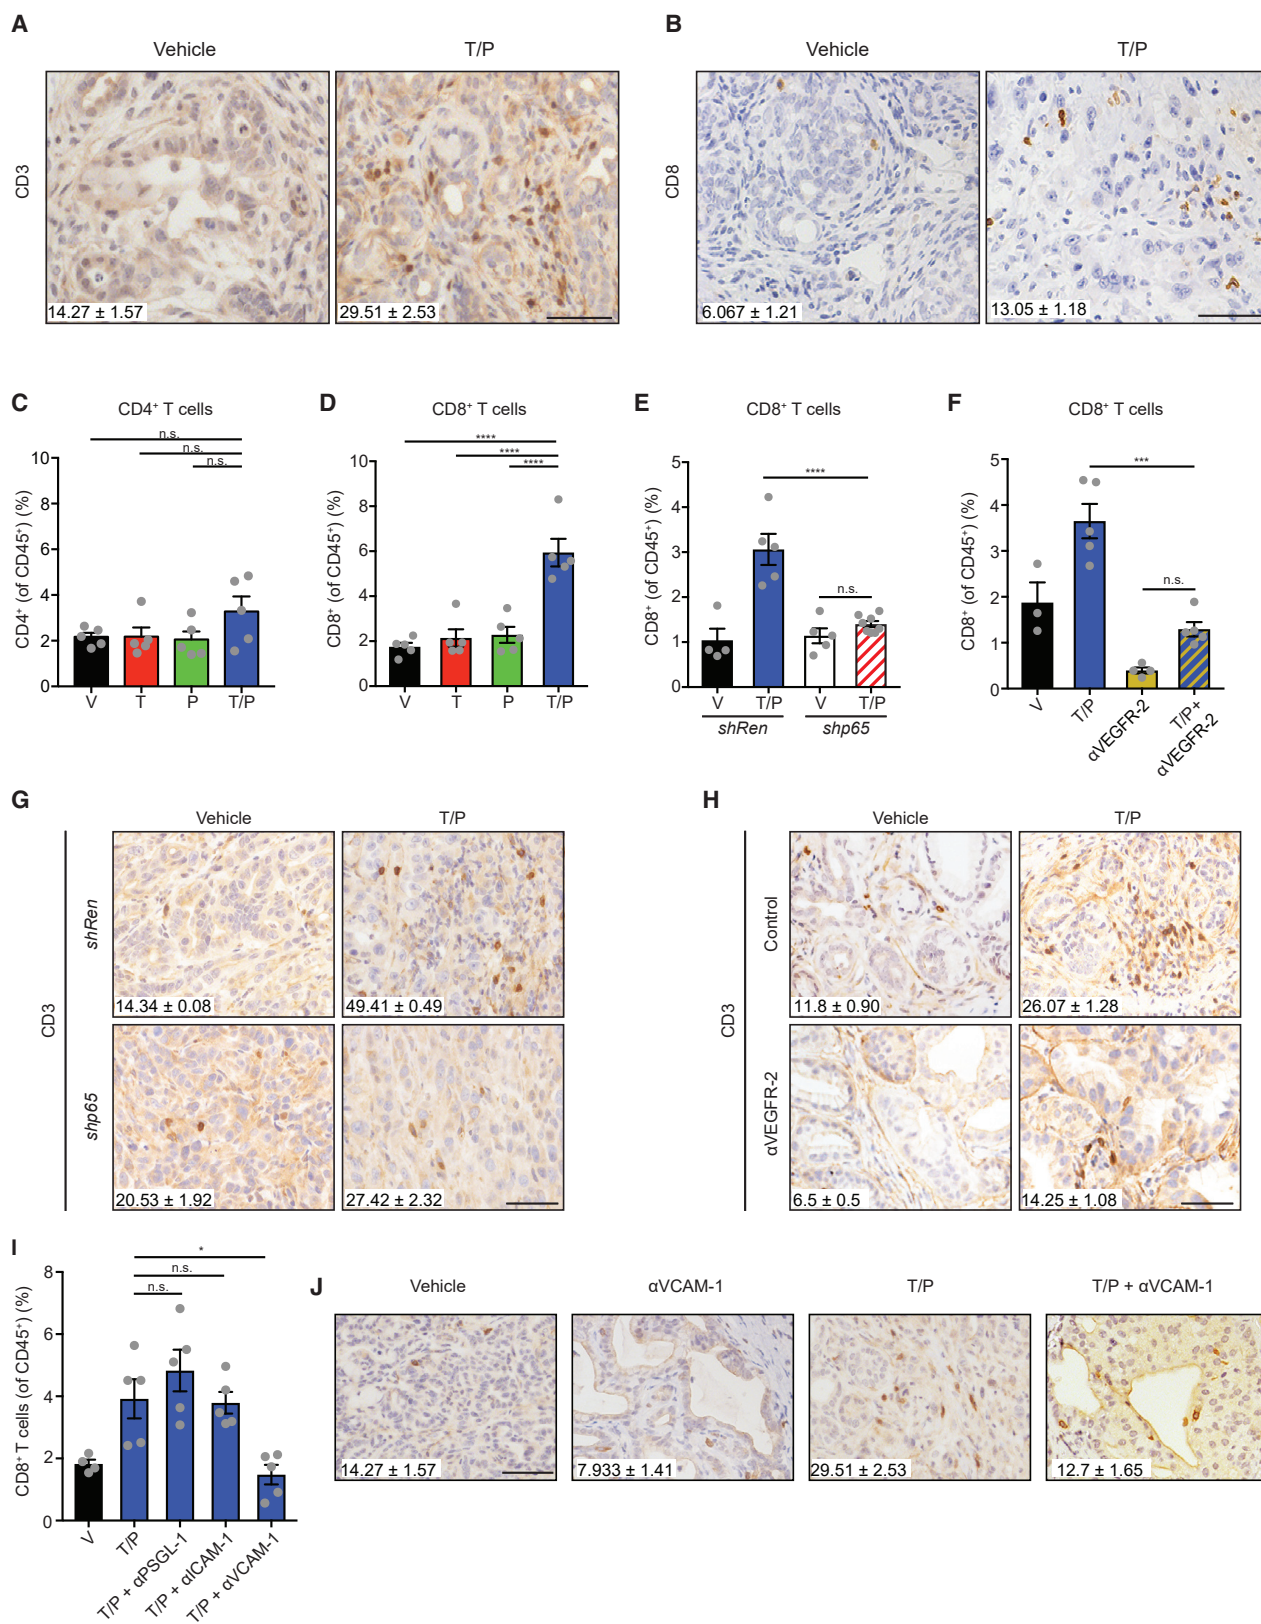 A
Vehicle
T/P
CD3
14.27 ± 1.57
29.51 ± 2.53
B
Vehicle
T/P
CD8
6.067 ± 1.21
13.05 ± 1.18
C
CD4⁺ T cells
n.s.
n.s.
n.s.
CD4⁺ (of CD45⁺) (%)
10
8
6
4
2
0
V T P T/P
D
CD8⁺ T cells
****
****
****
CD8⁺ (of CD45⁺) (%)
10
8
6
4
2
0
V T P T/P
E
CD8⁺ T cells
****
n.s.
CD8⁺ (of CD45⁺) (%)
5
4
3
2
1
0
V T/P V T/P
shRen shp65
F
CD8⁺ T cells
***
n.s.
CD8⁺ (of CD45⁺) (%)
5
4
3
2
1
0
V
T/P
αVEGFR-2
T/P+
αVEGFR-2
G
Vehicle
T/P
CD3
shRen
14.34 ± 0.08
49.41 ± 0.49
shp65
20.53 ± 1.92
27.42 ± 2.32
H
Vehicle
T/P
CD3
Control
11.8 ± 0.90
26.07 ± 1.28
αVEGFR-2
6.5 ± 0.5
14.25 ± 1.08
I
*
n.s.
n.s.
CD8⁺ T cells (of CD45⁺) (%)
8
6
4
2
0
V
T/P
T/P + αPSGL-1
T/P + αICAM-1
T/P + αVCAM-1
J
Vehicle
αVCAM-1
T/P
T/P + αVCAM-1
14.27 ± 1.57
7.933 ± 1.41
29.51 ± 2.53
12.7 ± 1.65